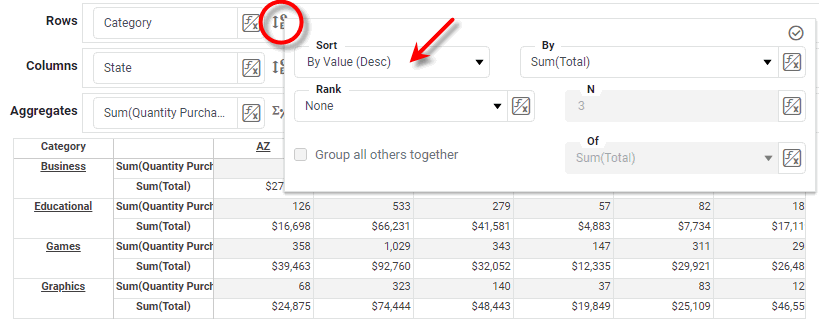 Rows
Category
Sort
By Value (Desc)
By
Sum(Total)
Columns
State
Rank
None
N
3
Aggregates
Sum(Quantity Purcha...
Group all others together
Of
Sum(Total)
Category AZ
Business Sum(Quantity Purch
Sum(Total) $27
Educational Sum(Quantity Purch 126 533 279 57 82 18
Sum(Total) $16,698 $66,231 $41,581 $4,883 $7,734 $17,11
Games Sum(Quantity Purch 358 1,029 343 147 311 29
Sum(Total) $39,463 $92,760 $32,052 $12,335 $29,921 $26,48
Graphics Sum(Quantity Purch 68 323 140 37 83 12
Sum(Total) $24,875 $74,444 $48,443 $19,849 $25,109 $46,55